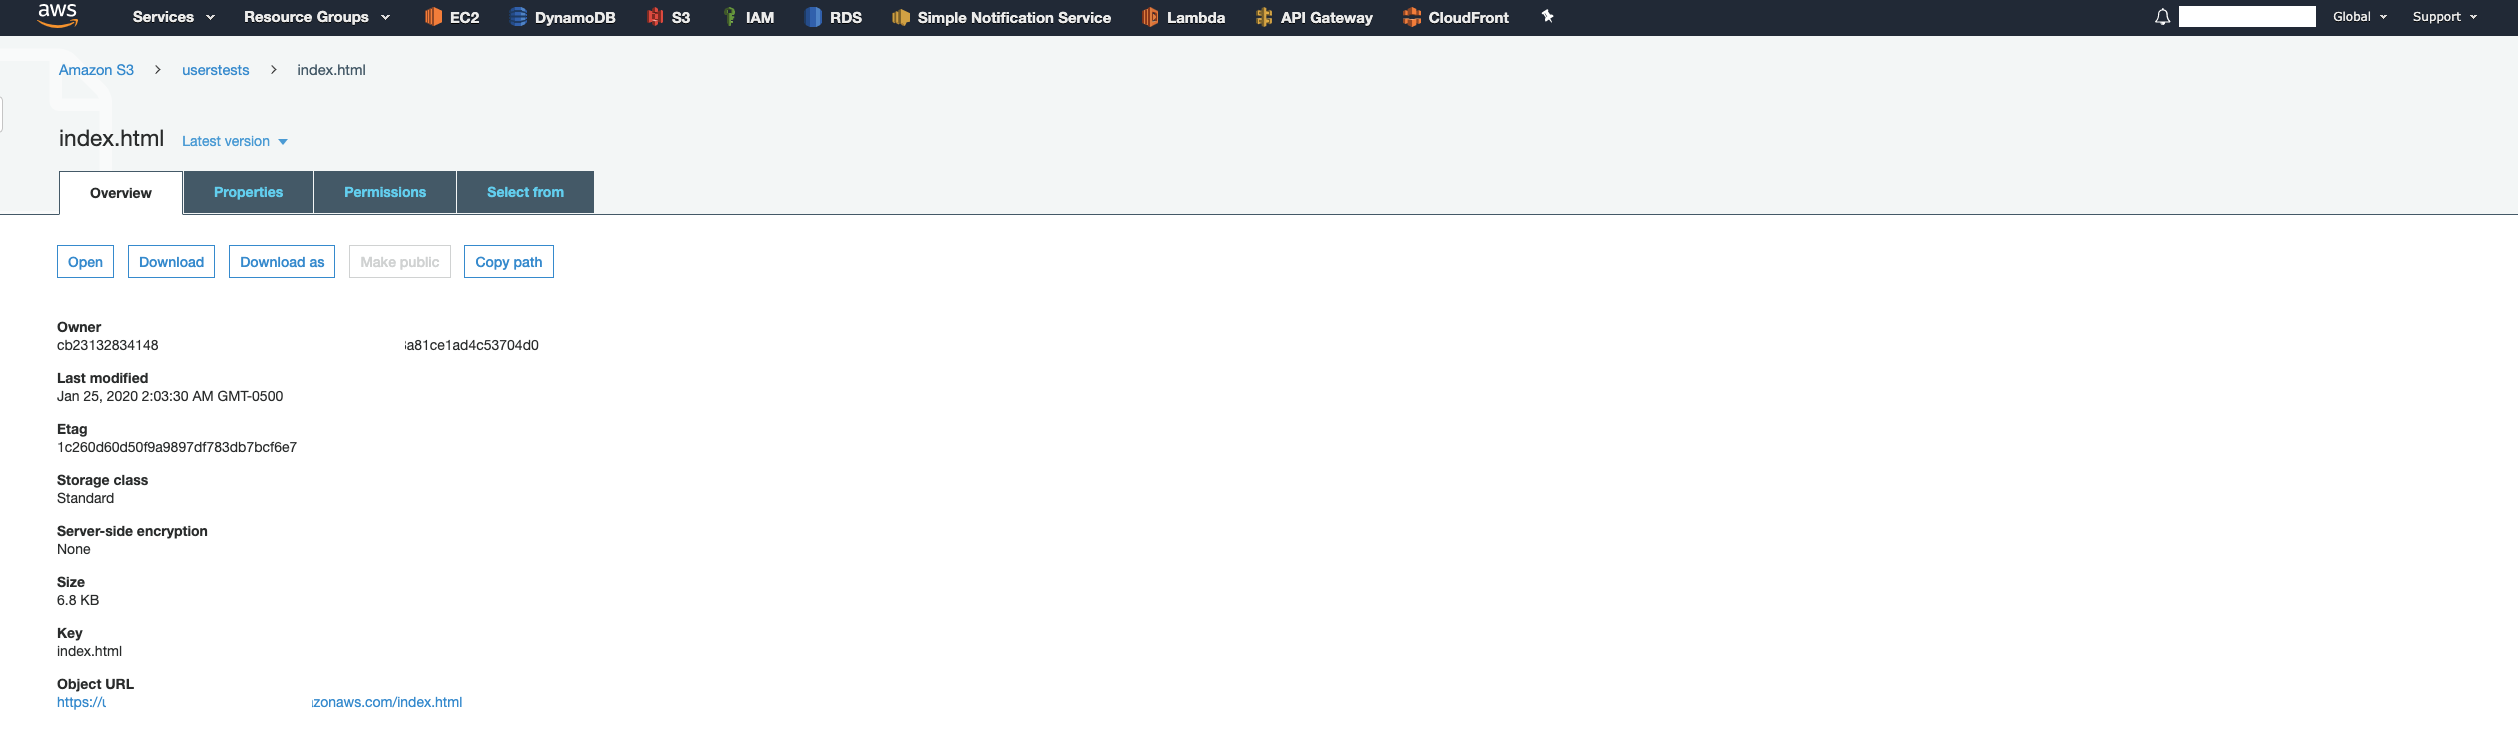 aws Services Resource Groups EC2 DynamoDB S3 IAM RDS Simple Notification Service Lambda API Gateway CloudFront Global Support
Amazon S3 > userstests > index.html
index.html Latest version
Overview Properties Permissions Select from
Open Download Download as Make public Copy path
Owner
cb23132834148 a81ce1ad4c53704d0
Last modified
Jan 25, 2020 2:03:30 AM GMT-0500
Etag
1c260d60d50f9a9897df783db7bcf6e7
Storage class
Standard
Server-side encryption
None
Size
6.8 KB
Key
index.html
Object URL
https:// zonaws.com/index.html